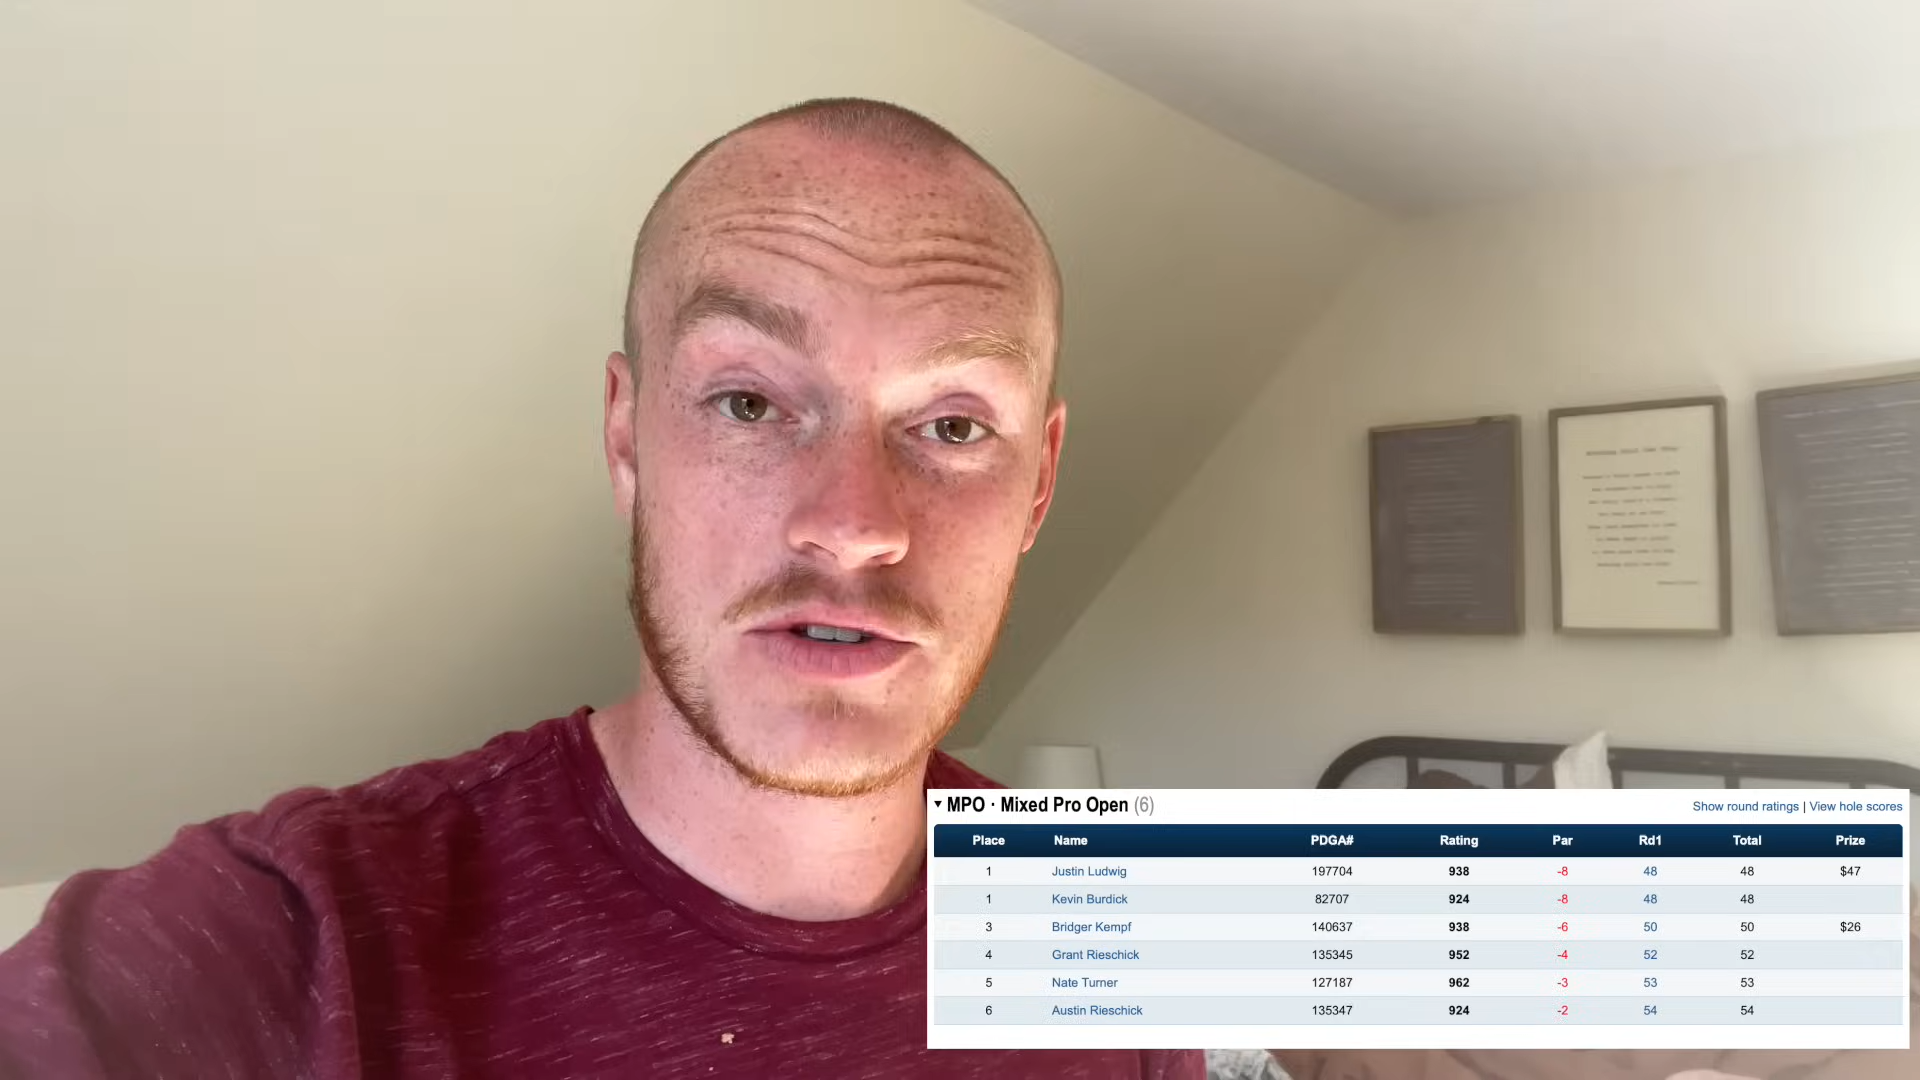 ▼ MPO · Mixed Pro Open (6) Show round ratings | View hole scores
Place Name PDGA# Rating Par Rd1 Total Prize
1 Justin Ludwig 197704 938 -8 48 48 $47
1 Kevin Burdick 82707 924 -8 48 48
3 Bridger Kempf 140637 938 -6 50 50 $26
4 Grant Rieschick 135345 952 -4 52 52
5 Nate Turner 127187 962 -3 53 53
6 Austin Rieschick 135347 924 -2 54 54